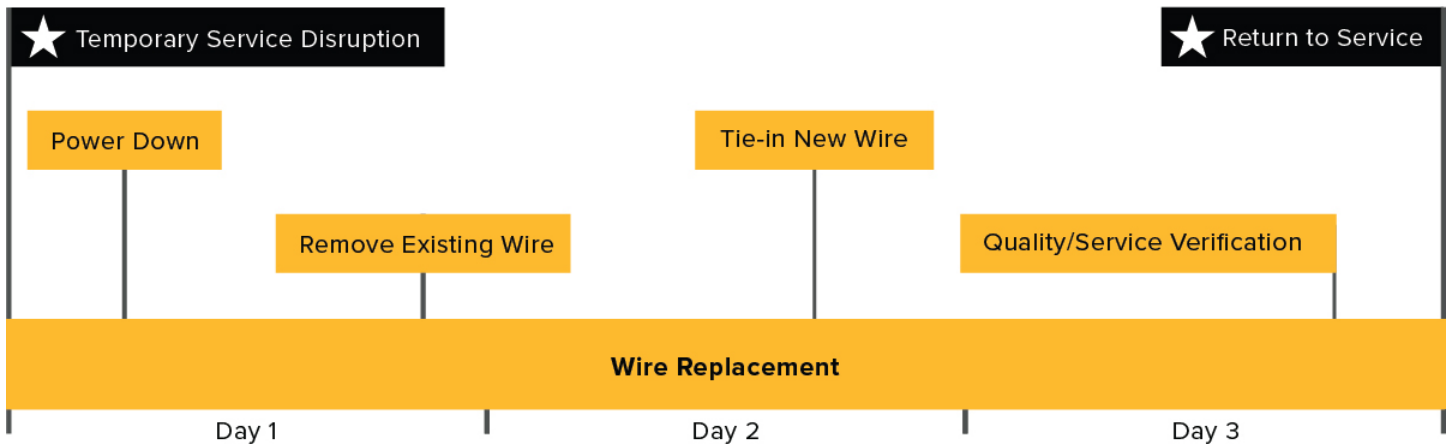 Temporary Service Disruption
Return to Service
Power Down
Tie-in New Wire
Remove Existing Wire
Quality/Service Verification
Wire Replacement
Day 1
Day 2
Day 3